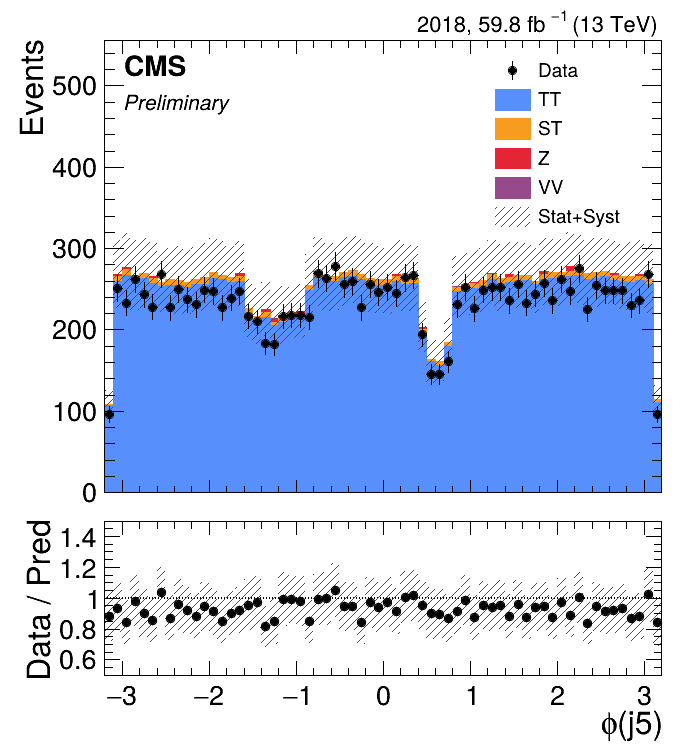 2018, 59.8 fb⁻¹ (13 TeV)
CMS
Preliminary
Events
Data
TT
ST
Z
VV
Stat+Syst
500
400
300
200
100
0
Data / Pred
1.4
1.2
1
0.8
0.6
−3 −2 −1 0 1 2 3
ϕ(j5)